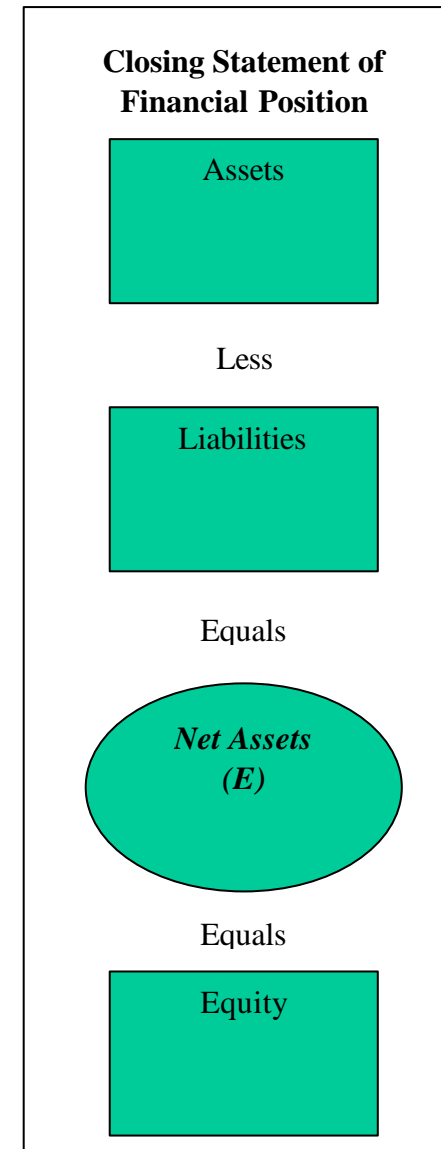 Closing Statement of
Financial Position
Assets
Less
Liabilities
Equals
Net Assets
(E)
Equals
Equity